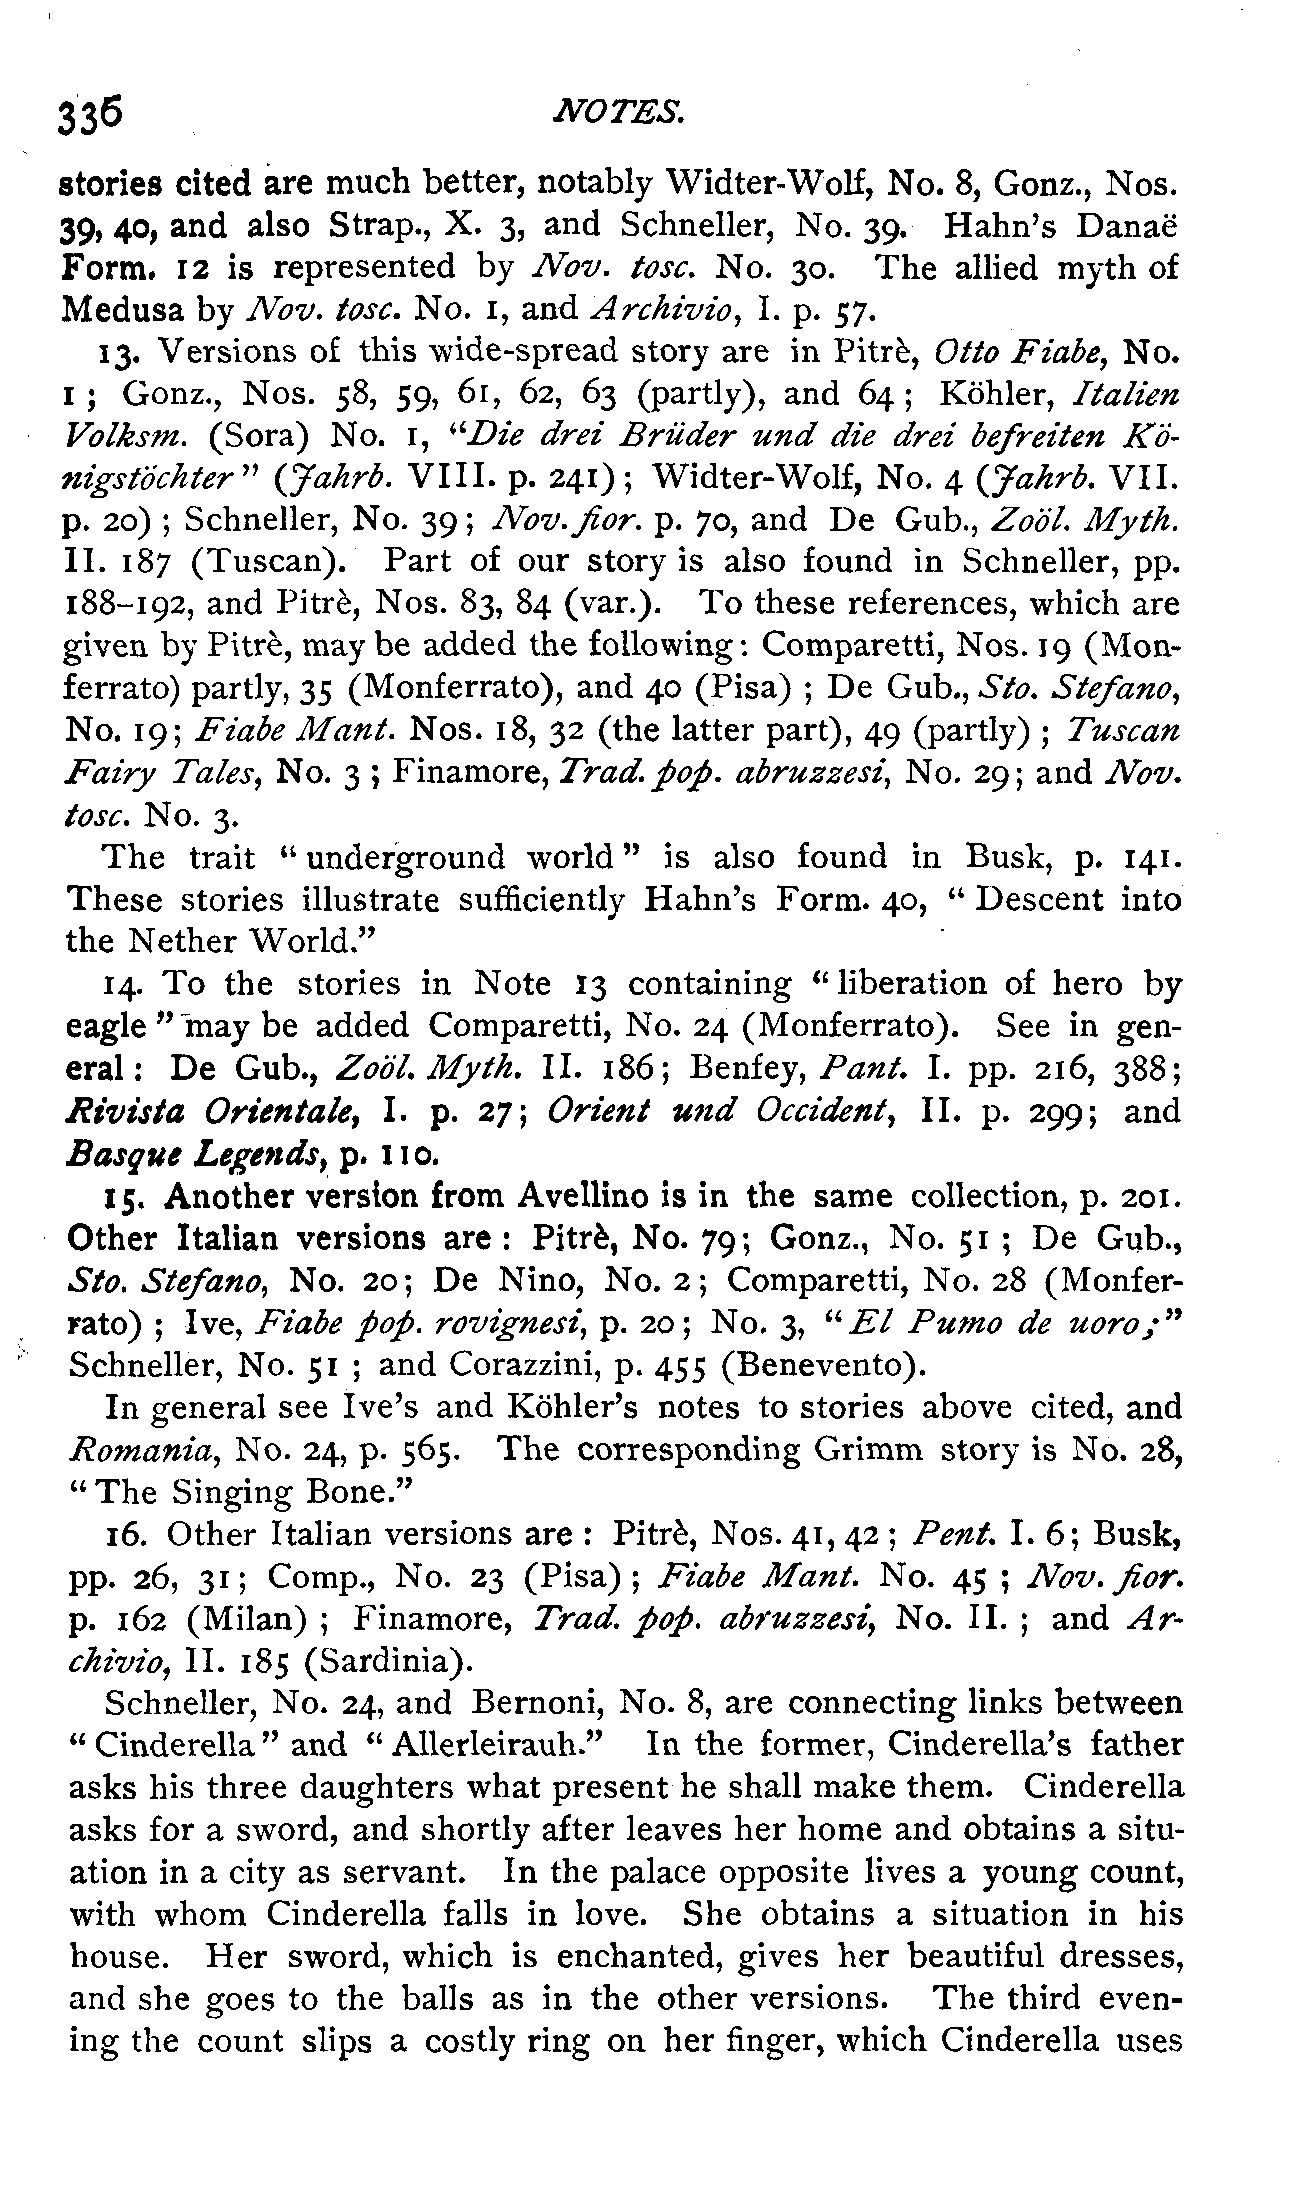 336 NOTES.
stories cited are much better, notably Widter-Wolf, No. 8, Gonz., Nos.
39, 40, and also Strap., X. 3, and Schneller, No. 39. Hahn's Danaë
Form. 12 is represented by Nov. tosc. No. 30. The allied myth of
Medusa by Nov. tosc. No. 1, and Archivio, I. p. 57.
13. Versions of this wide-spread story are in Pitrè, Otto Fiabe, No.
1 ; Gonz., Nos. 58, 59, 61, 62, 63 (partly), and 64 ; Köhler, Italien
Volksm. (Sora) No. 1, "Die drei Brüder und die drei befreiten Kö-
nigstöchter" (Jahrb. VIII. p. 241) ; Widter-Wolf, No. 4 (Jahrb. VII.
p. 20) ; Schneller, No. 39 ; Nov. fior. p. 70, and De Gub., Zoöl. Myth.
II. 187 (Tuscan). Part of our story is also found in Schneller, pp.
188-192, and Pitrè, Nos. 83, 84 (var.). To these references, which are
given by Pitrè, may be added the following: Comparetti, Nos. 19 (Mon-
ferrato) partly, 35 (Monferrato), and 40 (Pisa) ; De Gub., Sto. Stefano,
No. 19; Fiabe Mant. Nos. 18, 32 (the latter part), 49 (partly) ; Tuscan
Fairy Tales, No. 3 ; Finamore, Trad. pop. abruzzesi, No. 29; and Nov.
tosc. No. 3.
The trait "underground world" is also found in Busk, p. 141.
These stories illustrate sufficiently Hahn's Form. 40, "Descent into
the Nether World."
14. To the stories in Note 13 containing "liberation of hero by
eagle" may be added Comparetti, No. 24 (Monferrato). See in gen-
eral : De Gub., Zoöl. Myth. II. 186; Benfey, Pant. I. pp. 216, 388;
Rivista Orientale, I. p. 27; Orient und Occident, II. p. 299; and
Basque Legends, p. 110.
15. Another version from Avellino is in the same collection, p. 201.
Other Italian versions are : Pitrè, No. 79; Gonz., No. 51 ; De Gub.,
Sto. Stefano, No. 20; De Nino, No. 2 ; Comparetti, No. 28 (Monfer-
rato) ; Ive, Fiabe pop. rovignesi, p. 20 ; No. 3, "El Pumo de uoro;"
Schneller, No. 51 ; and Corazzini, p. 455 (Benevento).
In general see Ive's and Köhler's notes to stories above cited, and
Romania, No. 24, p. 565. The corresponding Grimm story is No. 28,
"The Singing Bone."
16. Other Italian versions are : Pitrè, Nos. 41, 42 ; Pent. I. 6; Busk,
pp. 26, 31 ; Comp., No. 23 (Pisa) ; Fiabe Mant. No. 45 ; Nov. fior.
p. 162 (Milan) ; Finamore, Trad. pop. abruzzesi, No. II. ; and Ar-
chivio, II. 185 (Sardinia).
Schneller, No. 24, and Bernoni, No. 8, are connecting links between
"Cinderella" and "Allerleirauh." In the former, Cinderella's father
asks his three daughters what present he shall make them. Cinderella
asks for a sword, and shortly after leaves her home and obtains a situ-
ation in a city as servant. In the palace opposite lives a young count,
with whom Cinderella falls in love. She obtains a situation in his
house. Her sword, which is enchanted, gives her beautiful dresses,
and she goes to the balls as in the other versions. The third even-
ing the count slips a costly ring on her finger, which Cinderella uses